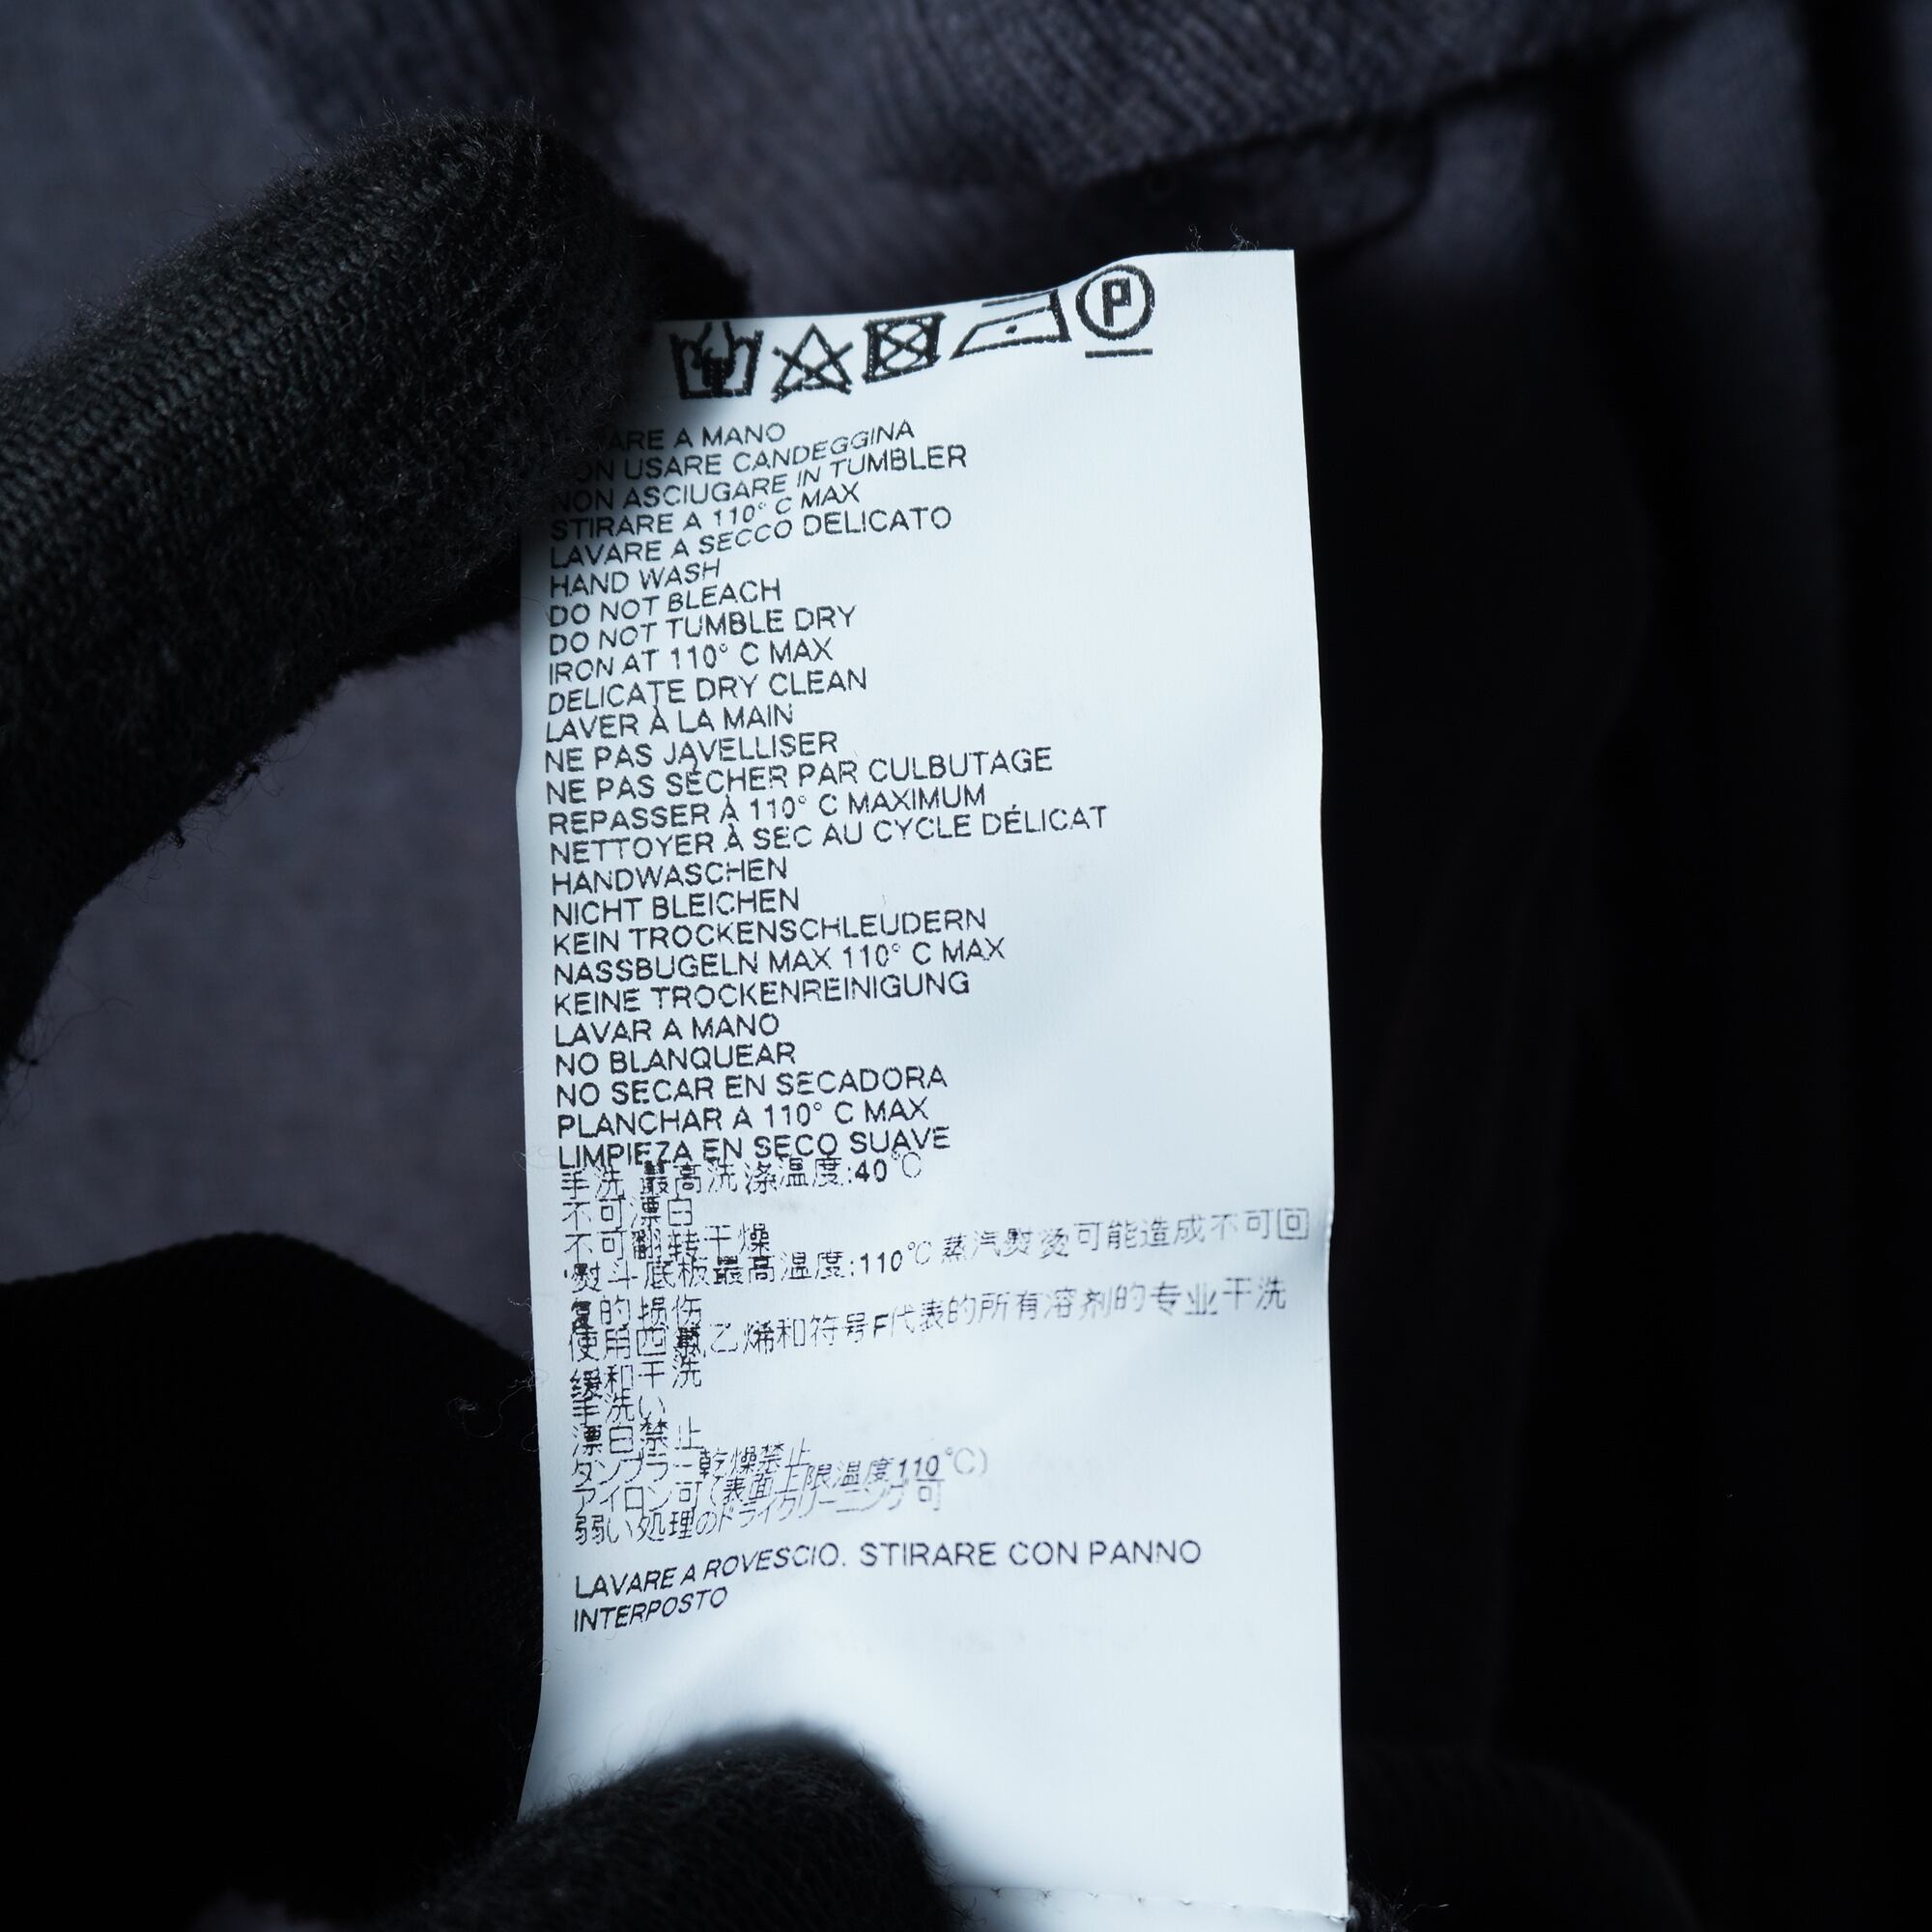 P
A MANO
USARE CANDEGGINA
NON ASCIUGARE IN TUMBLER
STIRARE A 110° C MAX
LAVARE A SECCO DELICATO
HAND WASH
DO NOT BLEACH
DO NOT TUMBLE DRY
IRON AT 110° C MAX
DELICATE DRY CLEAN
LAVER À LA MAIN
NE PAS JAVELLISER
NE PAS SÉCHER PAR CULBUTAGE
REPASSER À 110° C MAXIMUM
NETTOYER À SEC AU CYCLE DÉLICAT
HANDWASCHEN
NICHT BLEICHEN
KEIN TROCKENSCHLEUDERN
NASSBUGELN MAX 110° C MAX
KEINE TROCKENREINIGUNG
LAVAR A MANO
NO BLANQUEAR
NO SECAR EN SECADORA
PLANCHAR A 110° C MAX
LIMPIEZA EN SECO SUAVE
手洗 最高洗涤温度:40℃
不可漂白
不可翻转干燥
熨斗底板最高温度:110℃ 蒸汽熨烫可能造成不可回
复的损伤
使用四氯乙烯和符号F代表的所有溶剂的专业干洗
缓和干洗
手洗い
漂白禁止
タンブラー乾燥禁止
アイロン可(表面上限温度110℃)
弱い処理のドライクリーニング可
LAVARE A ROVESCIO. STIRARE CON PANNO
INTERPOSTO